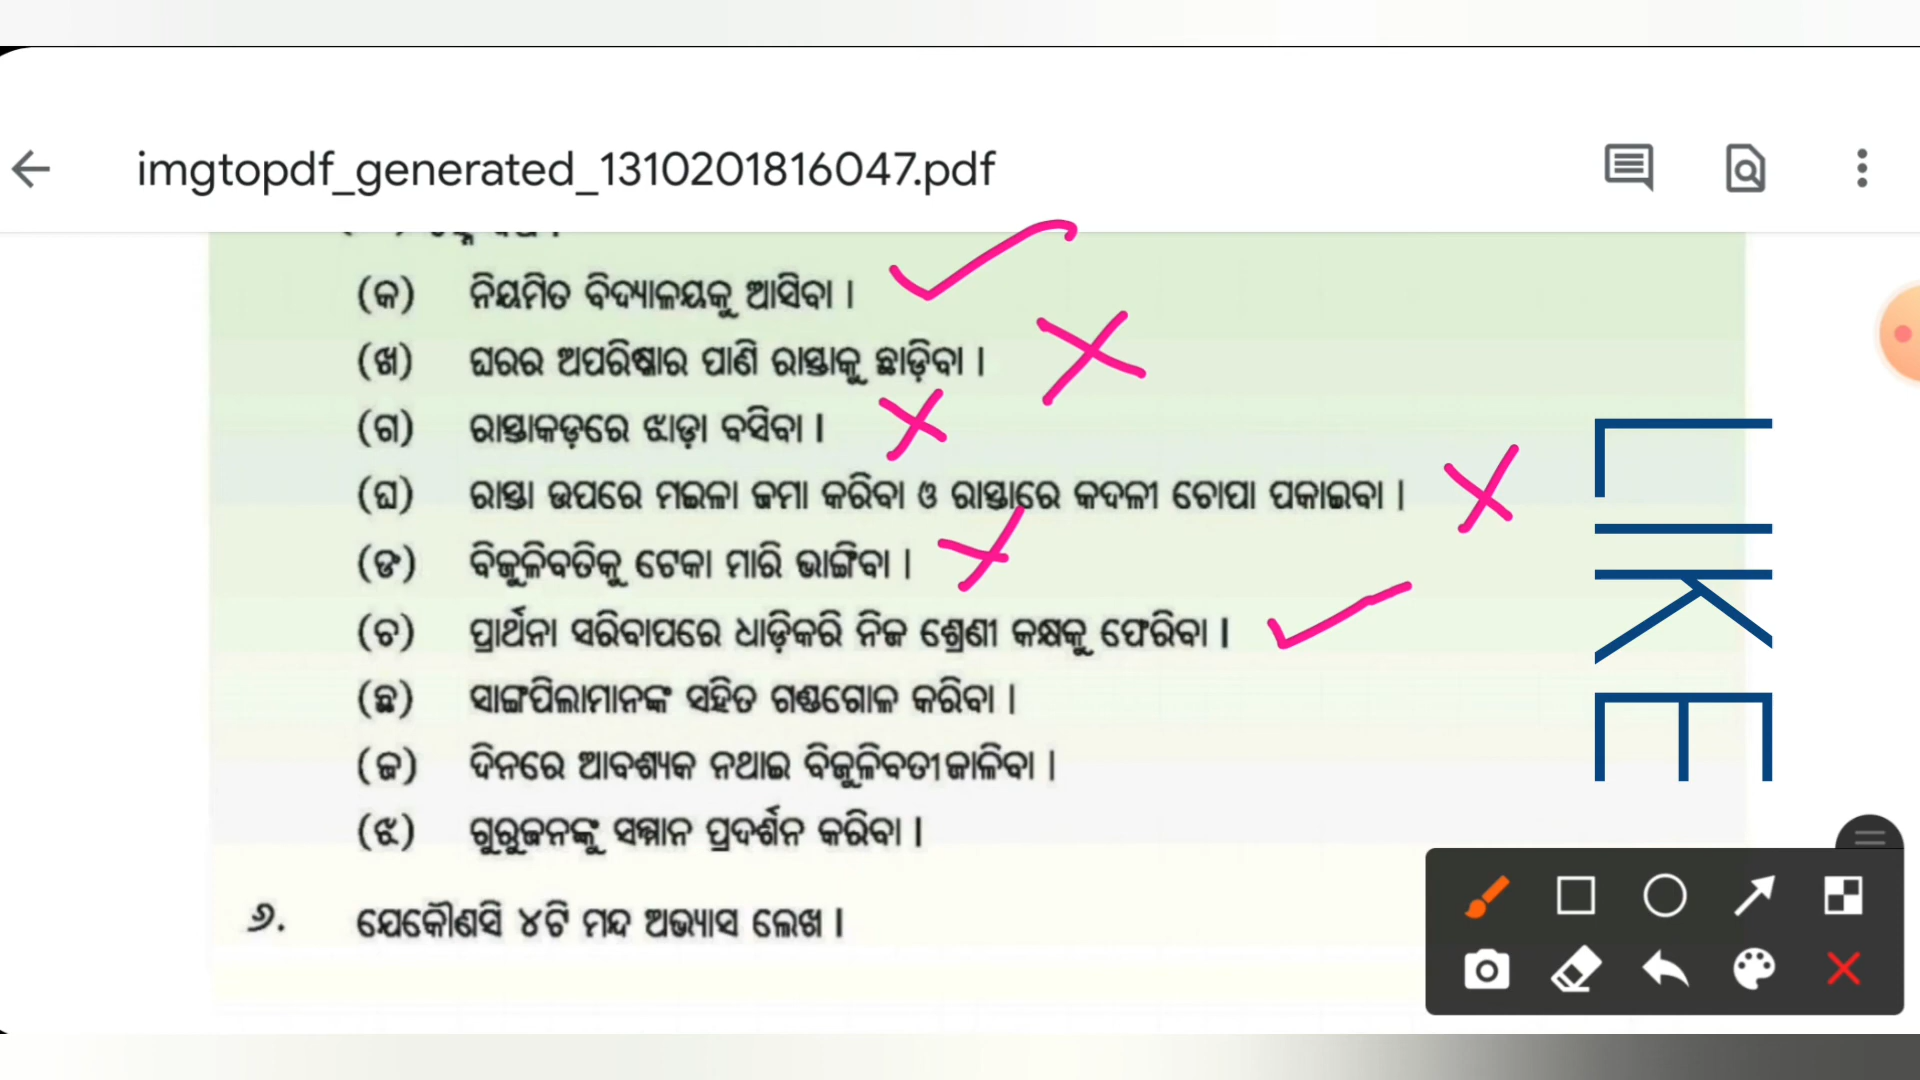 imgtopdf_generated_1310201816047.pdf
(କ) ନିୟମିତ ବିଦ୍ୟାଳୟକୁ ଆସିବା ।
(ଖ) ଘରର ଅପରିଷ୍କାର ପାଣି ରାସ୍ତାକୁ ଛାଡ଼ିବା ।
(ଗ) ରାସ୍ତାକଡ଼ରେ ଝାଡ଼ା ବସିବା ।
(ଘ) ରାସ୍ତା ଉପରେ ମଇଳା ଜମା କରିବା ଓ ରାସ୍ତାରେ କଦଳୀ ଚୋପା ପକାଇବା ।
(ଙ) ବିଜୁଳିବତିକୁ ଟେକା ମାରି ଭାଙ୍ଗିବା ।
(ଚ) ପ୍ରାର୍ଥନା ସରିବାପରେ ଧାଡ଼ିକରି ନିଜ ଶ୍ରେଣୀ କକ୍ଷକୁ ଫେରିବା ।
(ଛ) ସାଙ୍ଗପିଲାମାନଙ୍କ ସହିତ ଗଣ୍ଡଗୋଳ କରିବା ।
(ଜ) ଦିନରେ ଆବଶ୍ୟକ ନଥାଇ ବିଜୁଳିବତୀ ଜାଳିବା ।
(ଝ) ଗୁରୁଜନଙ୍କୁ ସମ୍ମାନ ପ୍ରଦର୍ଶନ କରିବା ।
୬. ଯେକୌଣସି ୪ଟି ମନ୍ଦ ଅଭ୍ୟାସ ଲେଖ ।
LIKE